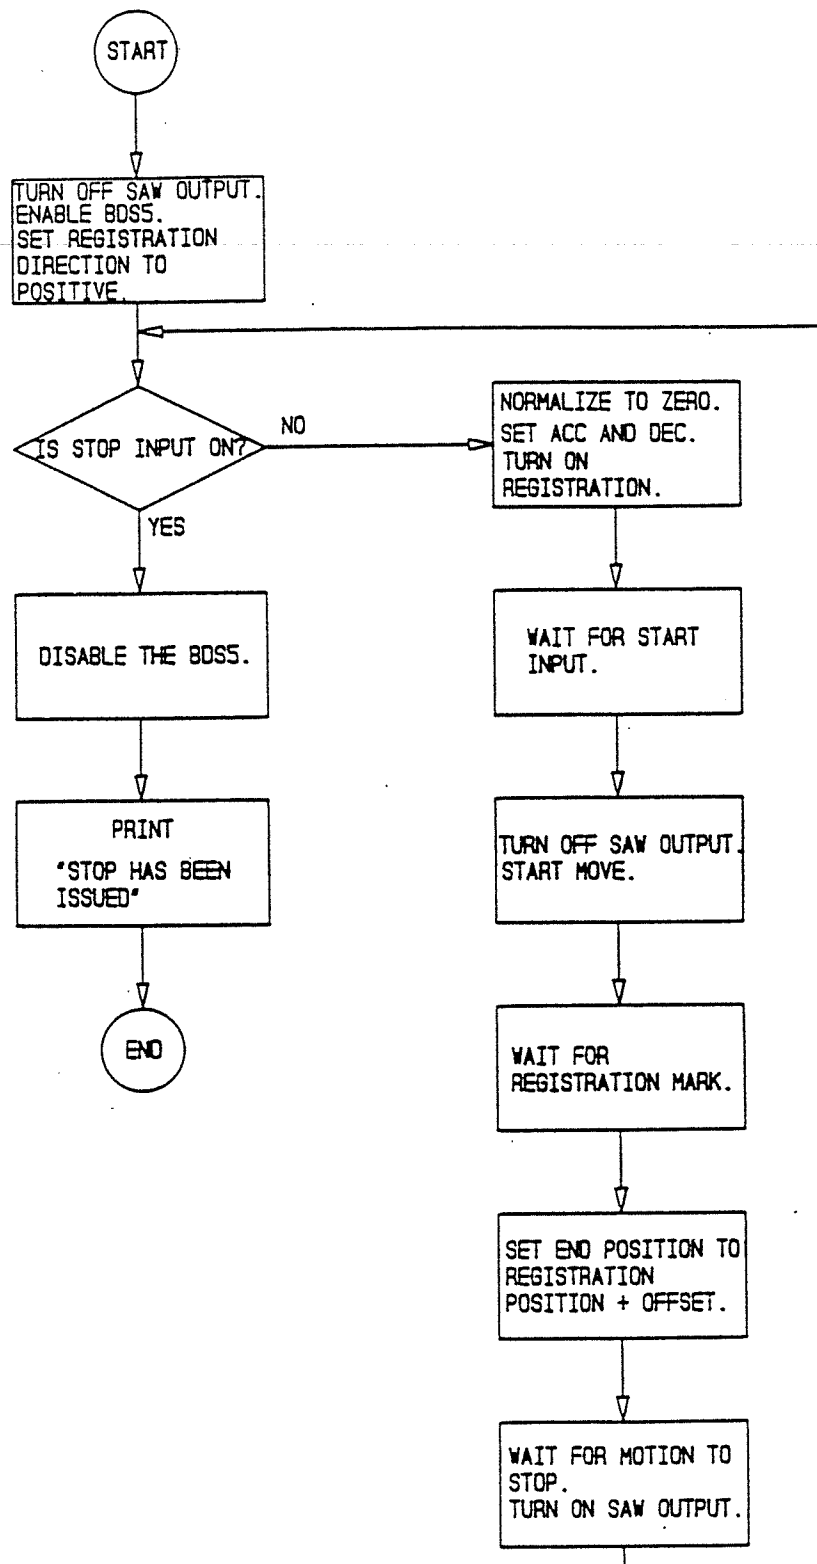 START
TURN OFF SAW OUTPUT.
ENABLE BDS5.
SET REGISTRATION
DIRECTION TO
POSITIVE.
IS STOP INPUT ON?
NO
YES
DISABLE THE BDS5.
PRINT
"STOP HAS BEEN
ISSUED"
END
NORMALIZE TO ZERO.
SET ACC AND DEC.
TURN ON
REGISTRATION.
WAIT FOR START
INPUT.
TURN OFF SAW OUTPUT.
START MOVE.
WAIT FOR
REGISTRATION MARK.
SET END POSITION TO
REGISTRATION
POSITION + OFFSET.
WAIT FOR MOTION TO
STOP.
TURN ON SAW OUTPUT.